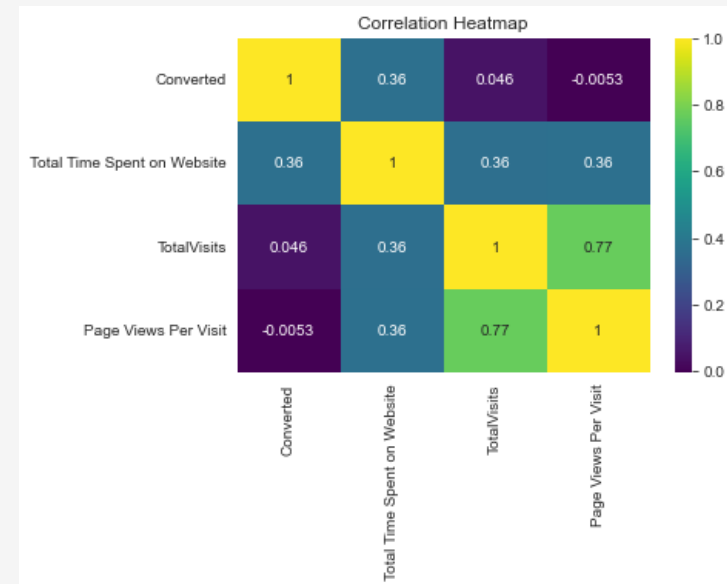 Correlation Heatmap
Converted 1 0.36 0.046 -0.0053
Total Time Spent on Website 0.36 1 0.36 0.36
TotalVisits 0.046 0.36 1 0.77
Page Views Per Visit -0.0053 0.36 0.77 1
Converted
Total Time Spent on Website
TotalVisits
Page Views Per Visit
1.0
0.8
0.6
0.4
0.2
0.0